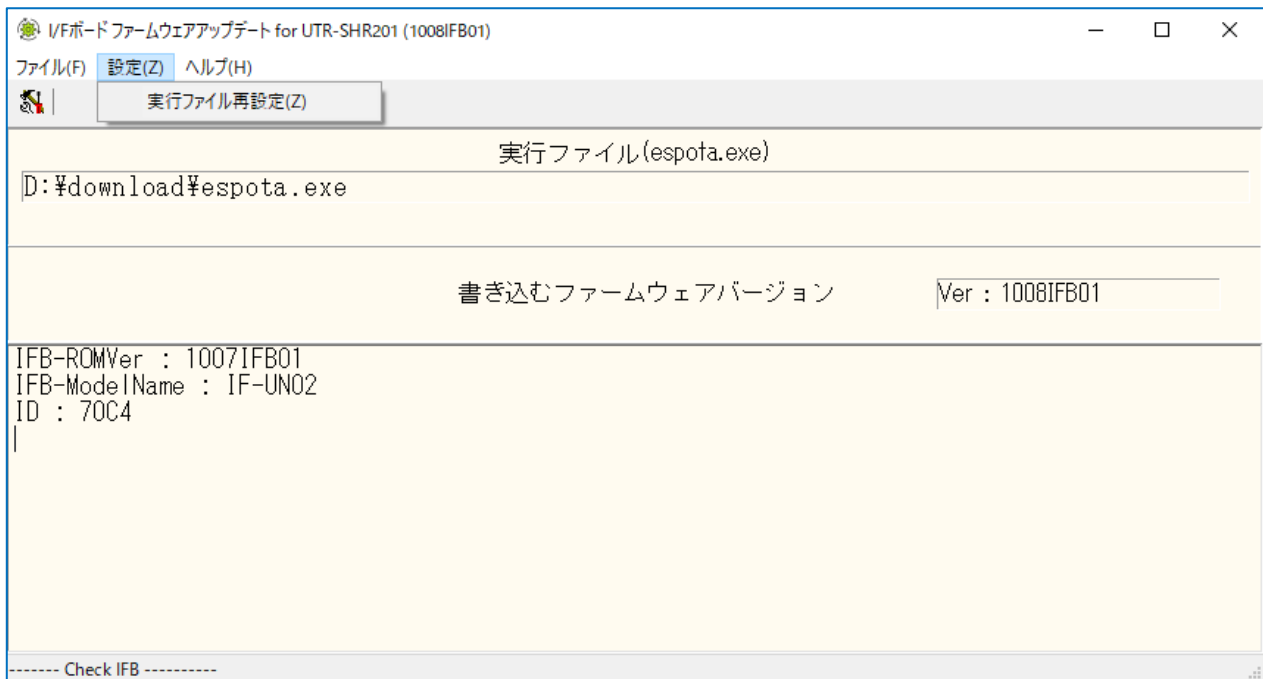 I/Fボード ファームウェアアップデート for UTR-SHR201 (1008IFB01)
ファイル(F) 設定(Z) ヘルプ(H)
実行ファイル再設定(Z)
実行ファイル(espota.exe)
D:¥download¥espota.exe
書き込むファームウェアバージョン Ver : 1008IFB01
IFB-ROMVer : 1007IFB01
IFB-ModelName : IF-UNO2
ID : 70C4
------- Check IFB ----------